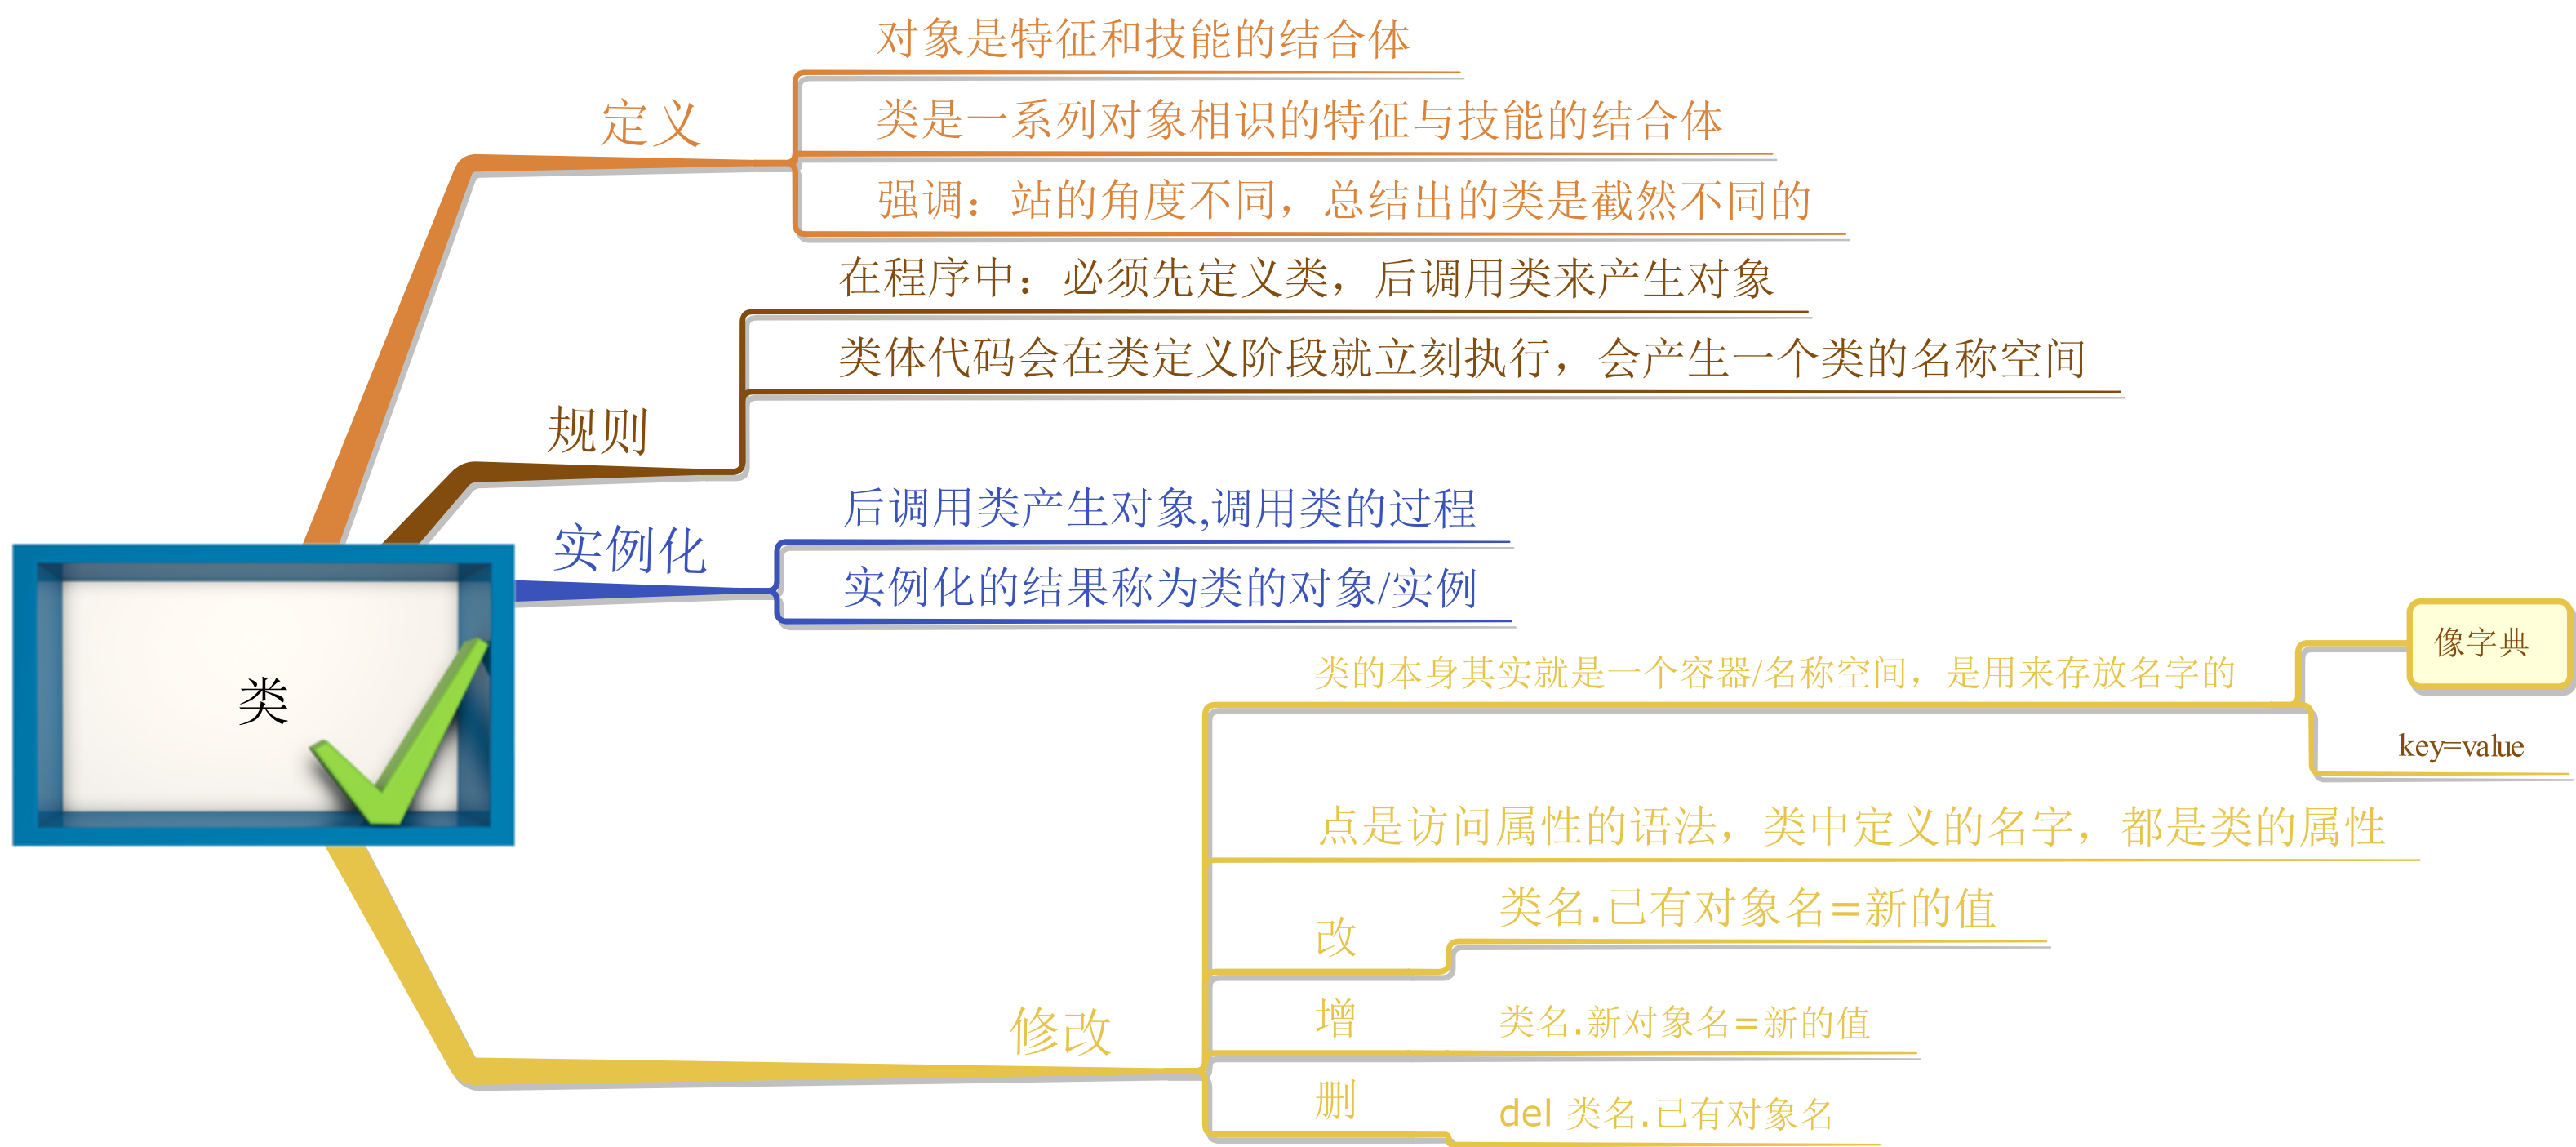 类
定义
对象是特征和技能的结合体
类是一系列对象相识的特征与技能的结合体
强调：站的角度不同，总结出的类是截然不同的
规则
在程序中：必须先定义类，后调用类来产生对象
类体代码会在类定义阶段就立刻执行，会产生一个类的名称空间
实例化
后调用类产生对象,调用类的过程
实例化的结果称为类的对象/实例
修改
类的本身其实就是一个容器/名称空间，是用来存放名字的
像字典
key=value
点是访问属性的语法，类中定义的名字，都是类的属性
改
类名.已有对象名=新的值
增
类名.新对象名=新的值
删
del 类名.已有对象名